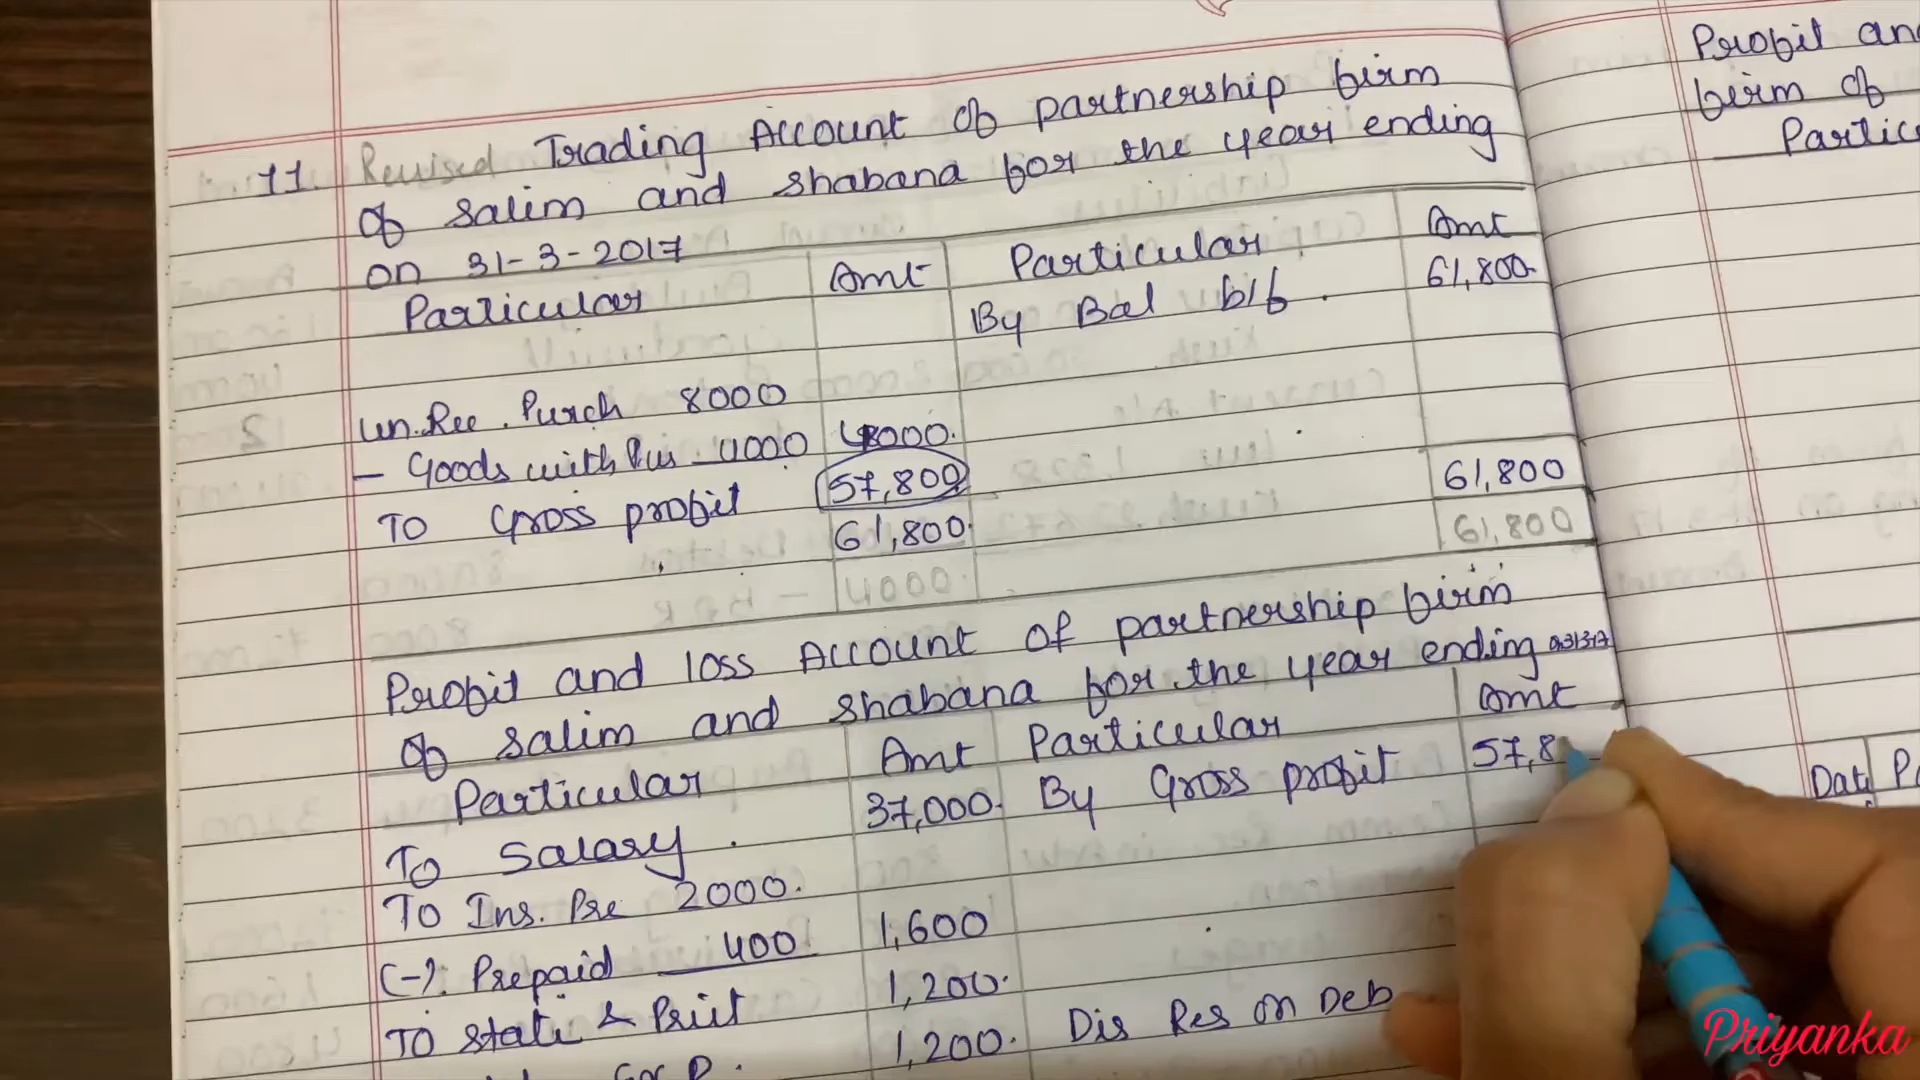 11. Revised Trading Account of partnership firm
of salim and shabana for the year ending
on 31-3-2017
Particular Amt Particular Amt
By Bal b/f 61,800
un.Rec. Purch 8000
- Goods with 4000 4000
To Gross profit 57,800 61,800
61,800 61,800
4000
Profit and loss Account of partnership firm
of salim and shabana for the year ending
Particular Amt Particular Amt
To Salary 37,000 By Gross profit 57,8
To Ins. Pre 2000
(-) Prepaid 400 1,600
To stati & Print 1,200
1,200 Dis Res on Deb
Profit an
firm of
Partic
Date P
Priyanka